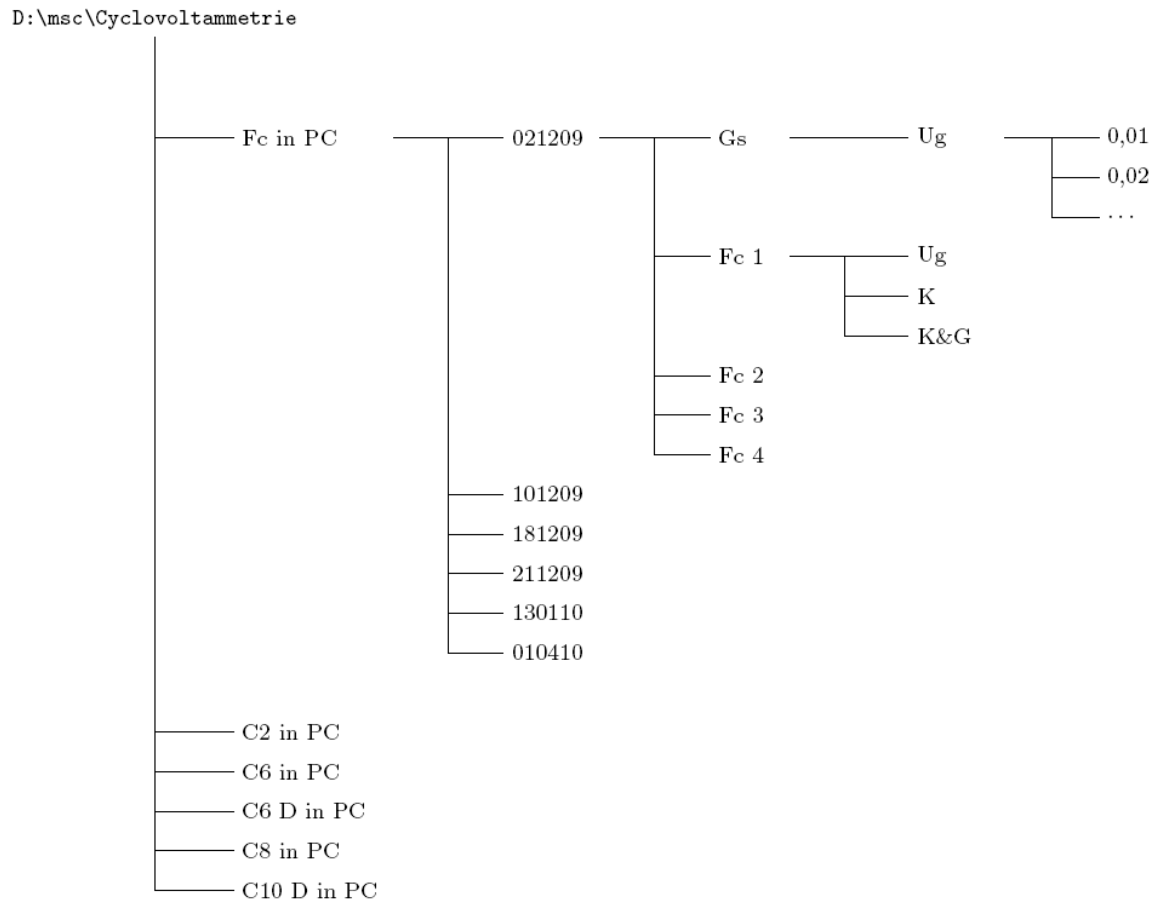 D:\msc\Cyclovoltammetrie
Fc in PC 021209 Gs Ug 0,01
0,02
...
Fc 1 Ug
K
K&G
Fc 2
Fc 3
Fc 4
101209
181209
211209
130110
010410
C2 in PC
C6 in PC
C6 D in PC
C8 in PC
C10 D in PC